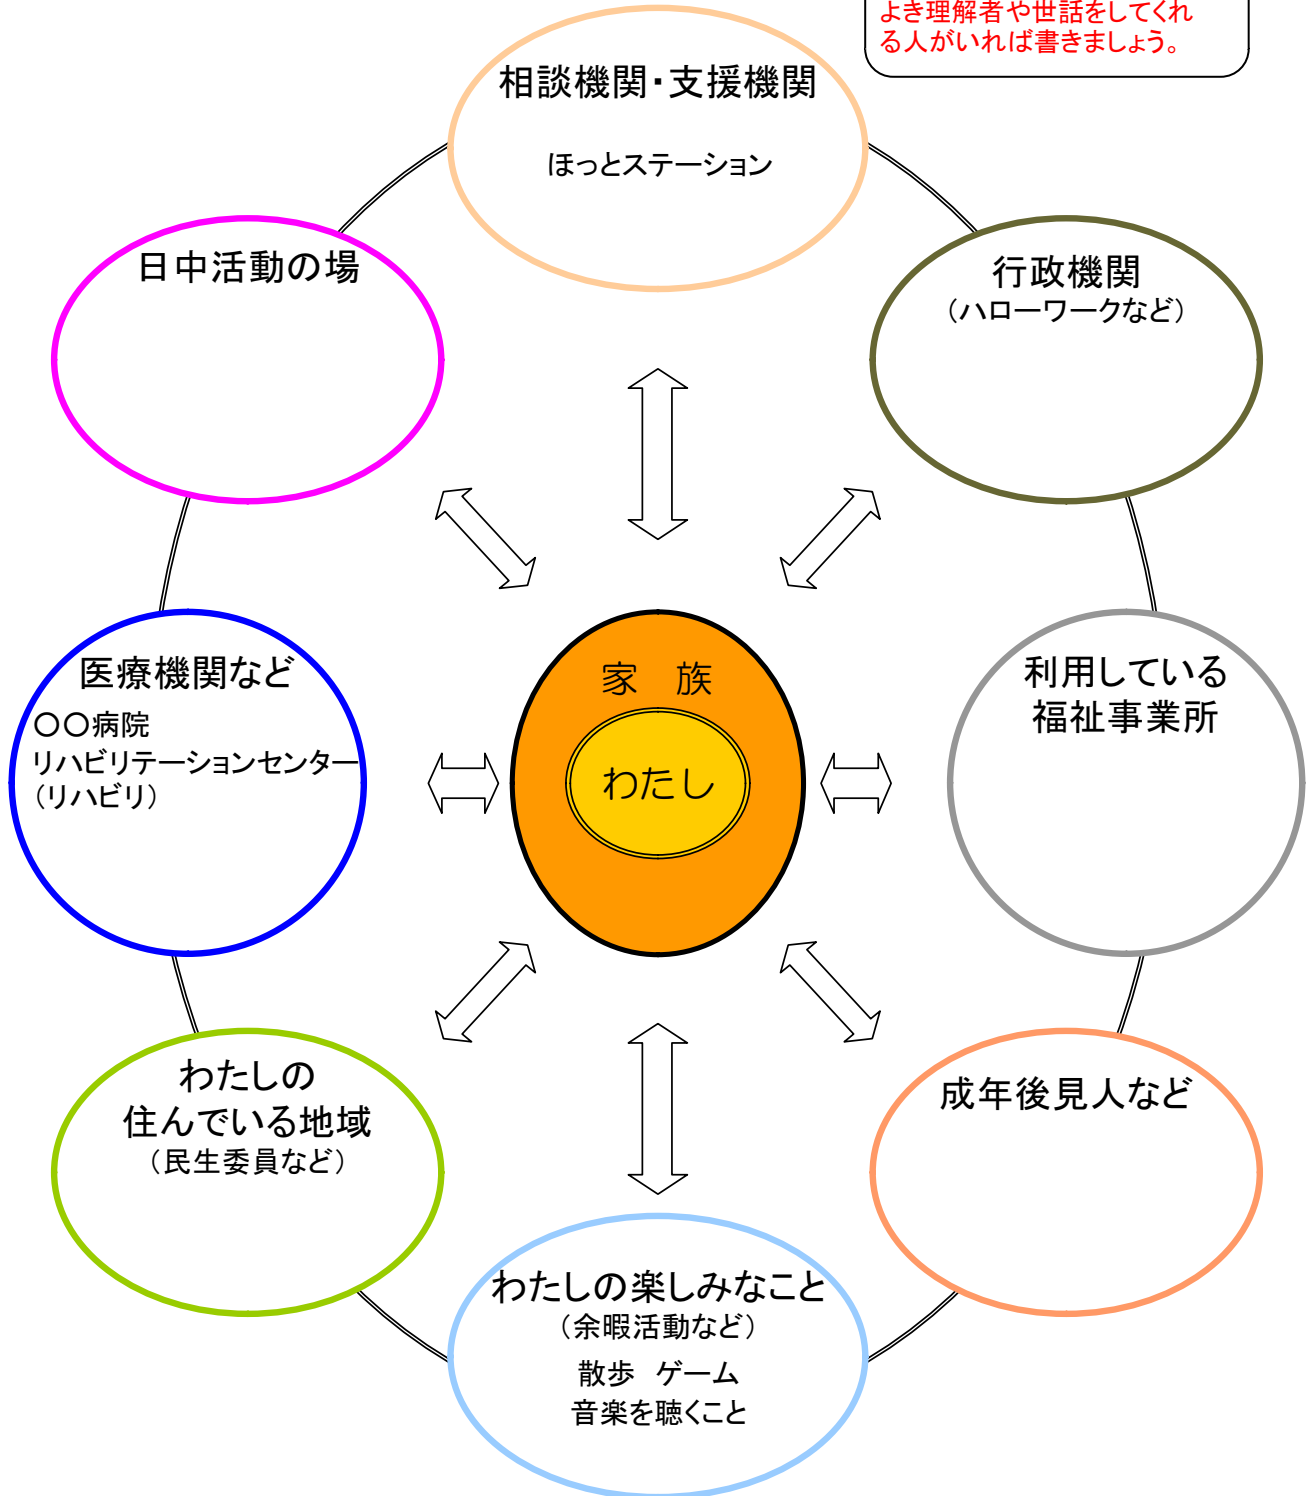 よき理解者や世話をしてくれ
る人がいれば書きましょう。
相談機関・支援機関
ほっとステーション
日中活動の場
行政機関
（ハローワークなど）
医療機関など
〇〇病院
リハビリテーションセンター
（リハビリ）
家　族
わたし
利用している
福祉事業所
わたしの
住んでいる地域
（民生委員など）
成年後見人など
わたしの楽しみなこと
（余暇活動など）
散歩　ゲーム
音楽を聴くこと